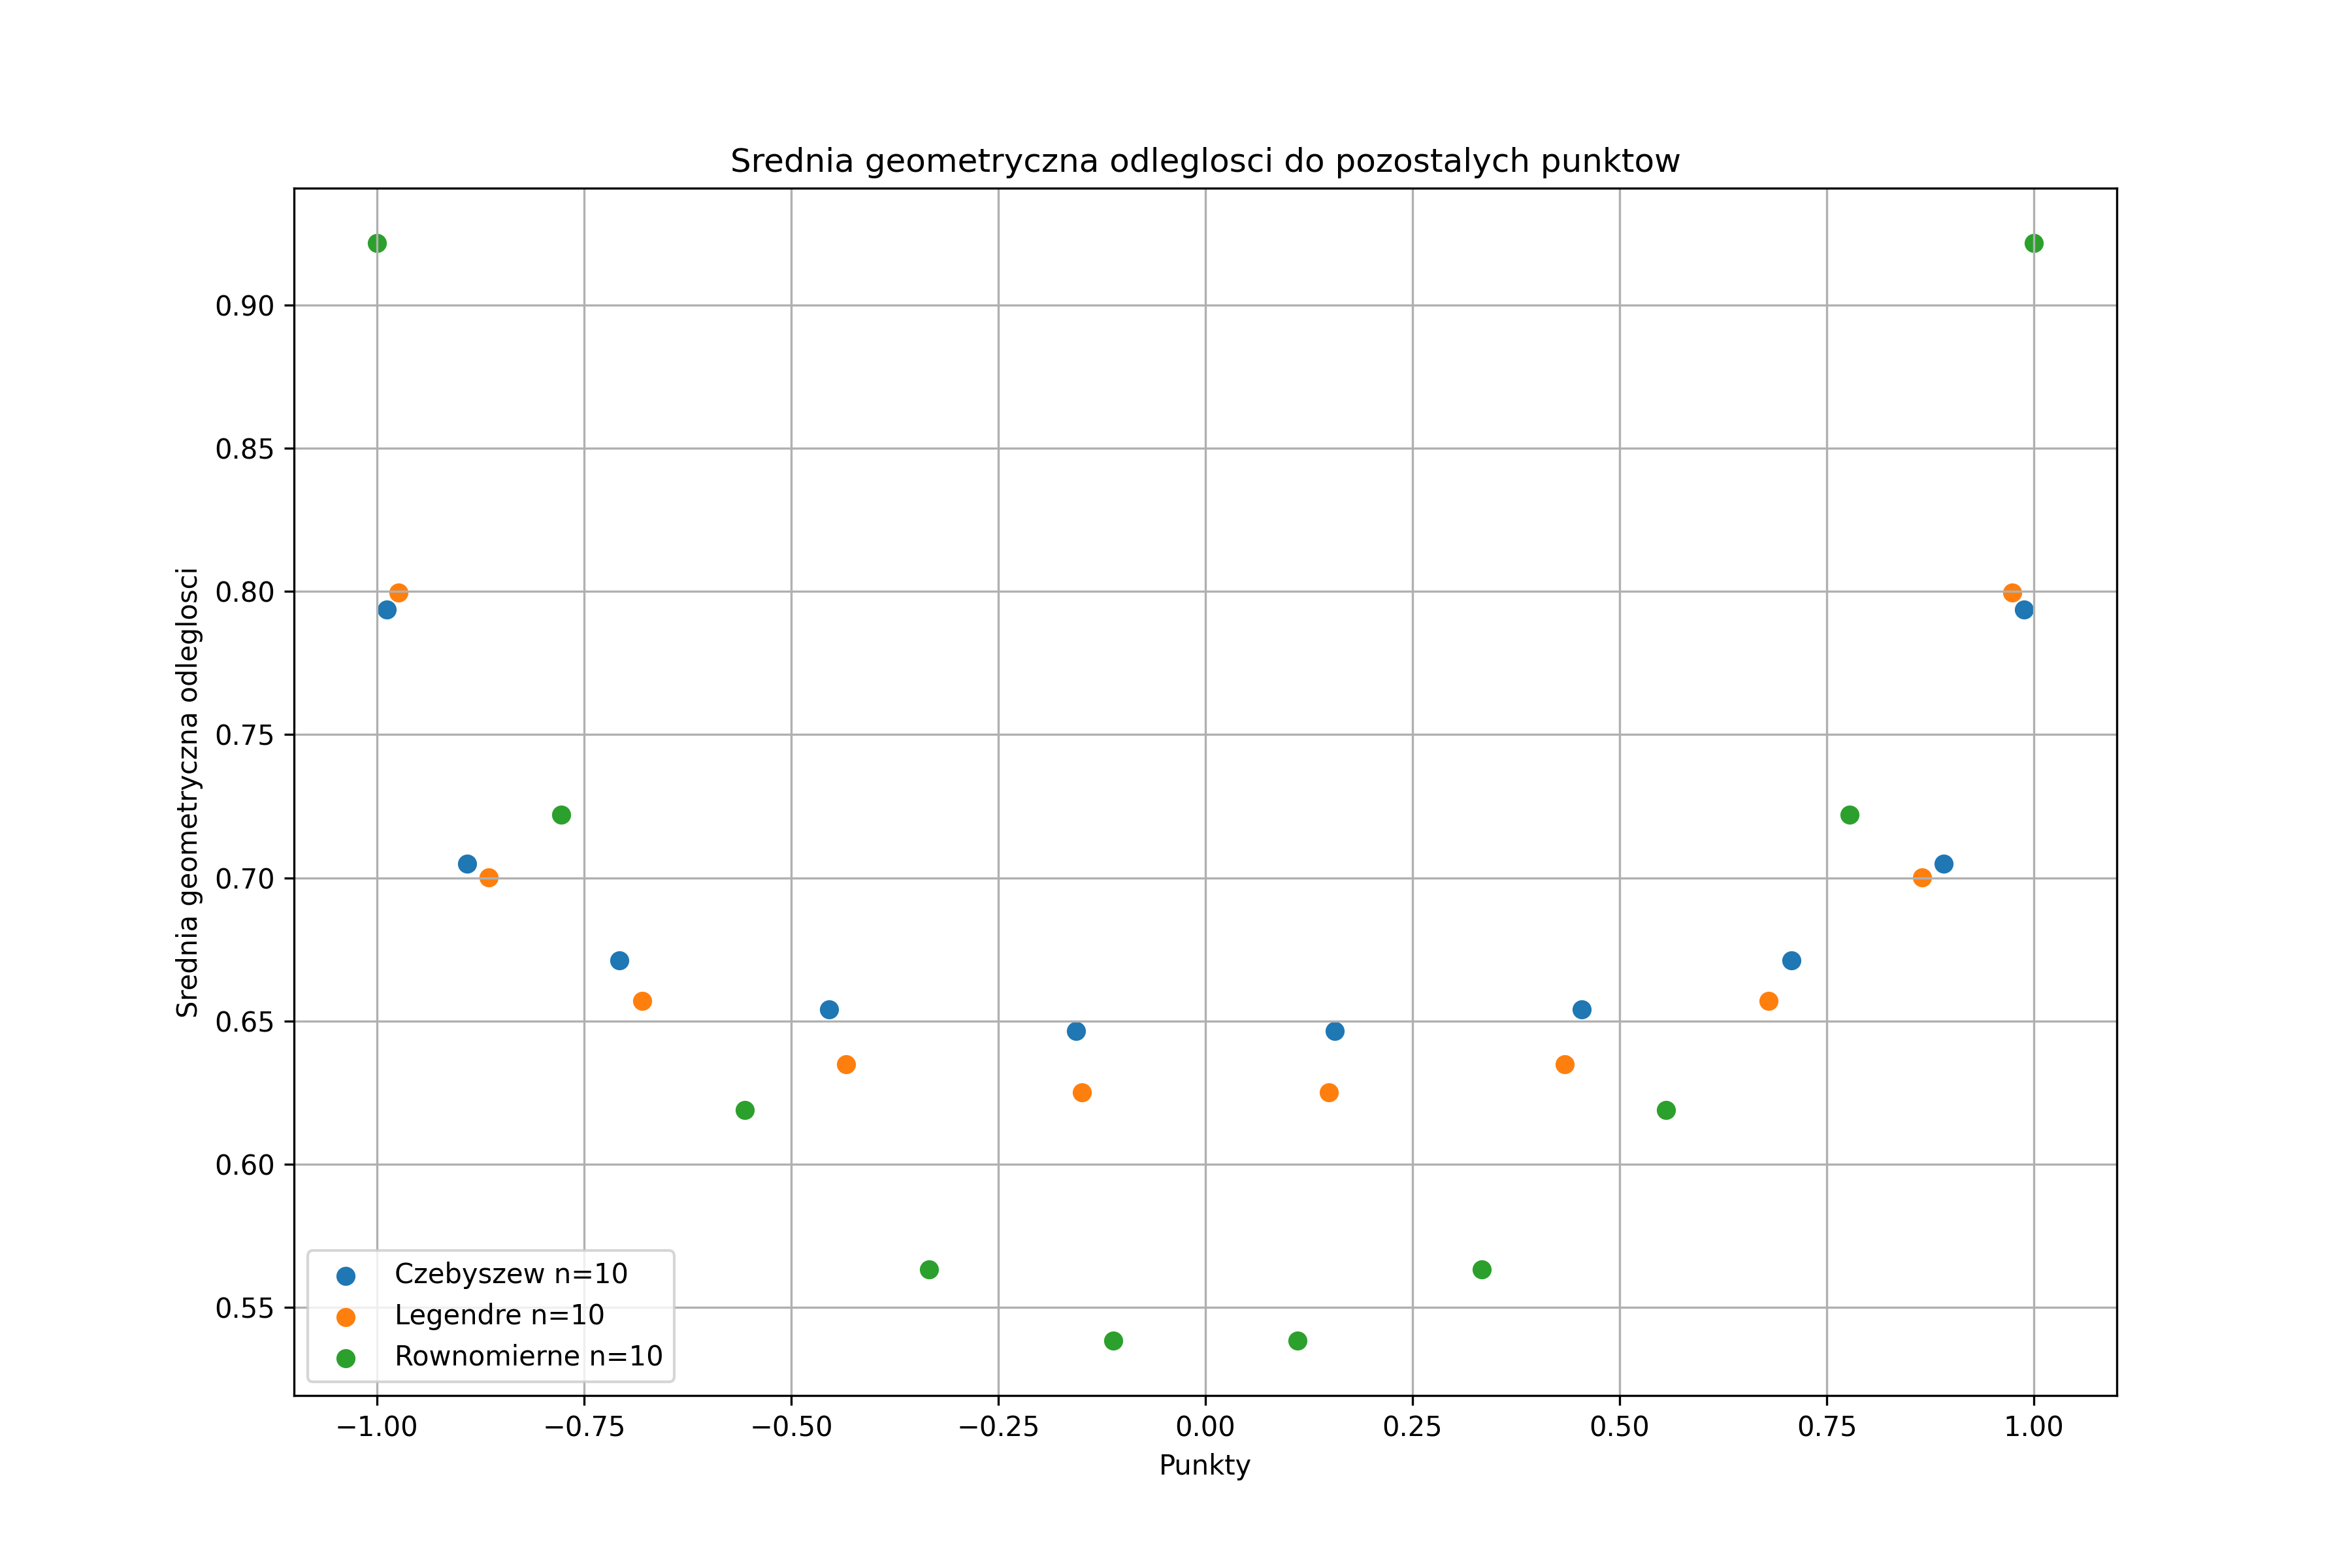 Srednia geometryczna odleglosci do pozostalych punktow
Srednia geometryczna odleglosci
0.90
0.85
0.80
0.75
0.70
0.65
0.60
0.55
Czebyszew n=10
Legendre n=10
Rownomierne n=10
−1.00 −0.75 −0.50 −0.25 0.00 0.25 0.50 0.75 1.00
Punkty